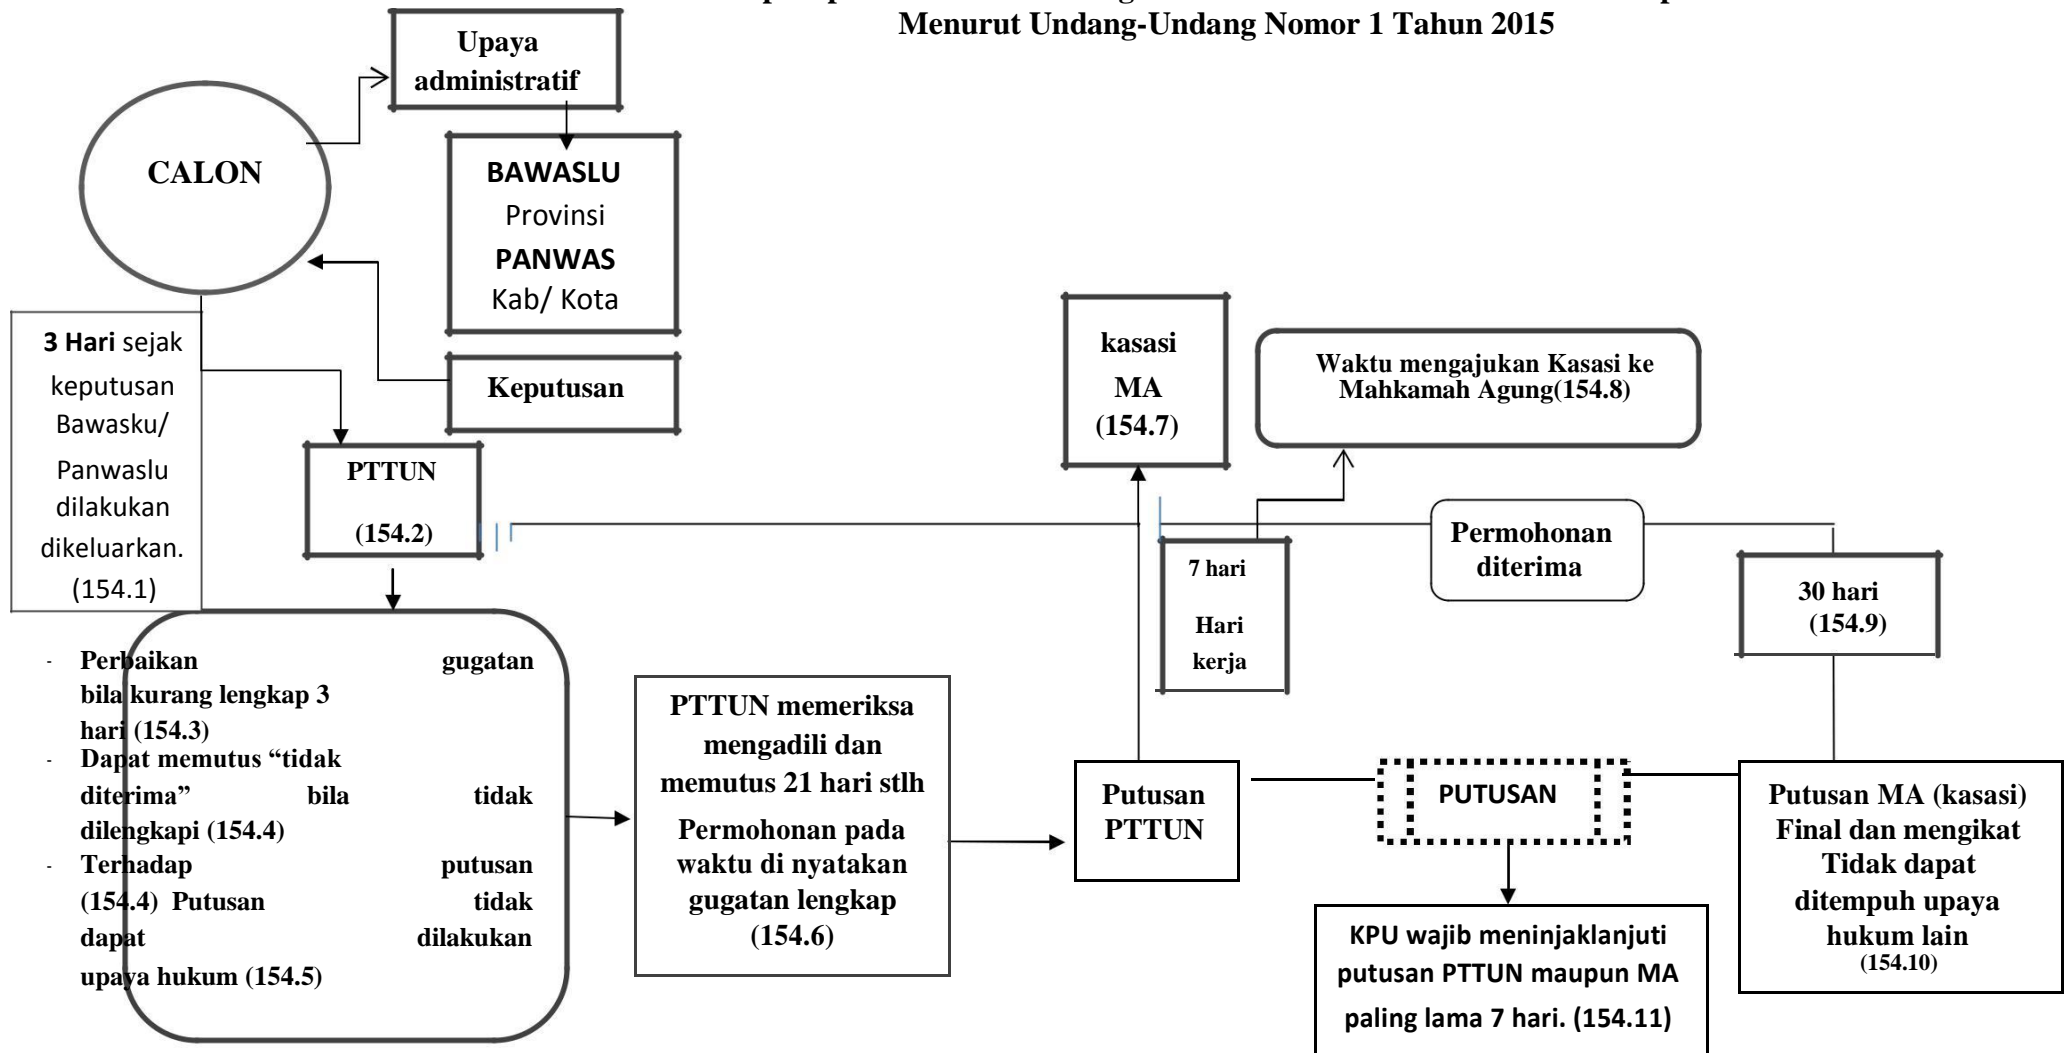 Menurut Undang-Undang Nomor 1 Tahun 2015
Upaya
administratif
CALON
BAWASLU
Provinsi
PANWAS
Kab/ Kota
Keputusan
3 Hari sejak
keputusan
Bawasku/
Panwaslu
dilakukan
dikeluarkan.
(154.1)
PTTUN
(154.2)
- Perbaikan gugatan
bila kurang lengkap 3
hari (154.3)
- Dapat memutus “tidak
diterima” bila tidak
dilengkapi (154.4)
- Terhadap putusan
(154.4) Putusan tidak
dapat dilakukan
upaya hukum (154.5)
PTTUN memeriksa
mengadili dan
memutus 21 hari stlh
Permohonan pada
waktu di nyatakan
gugatan lengkap
(154.6)
kasasi
MA
(154.7)
Waktu mengajukan Kasasi ke
Mahkamah Agung(154.8)
7 hari
Hari
kerja
Permohonan
diterima
30 hari
(154.9)
Putusan
PTTUN
PUTUSAN
Putusan MA (kasasi)
Final dan mengikat
Tidak dapat
ditempuh upaya
hukum lain
(154.10)
KPU wajib meninjaklanjuti
putusan PTTUN maupun MA
paling lama 7 hari. (154.11)